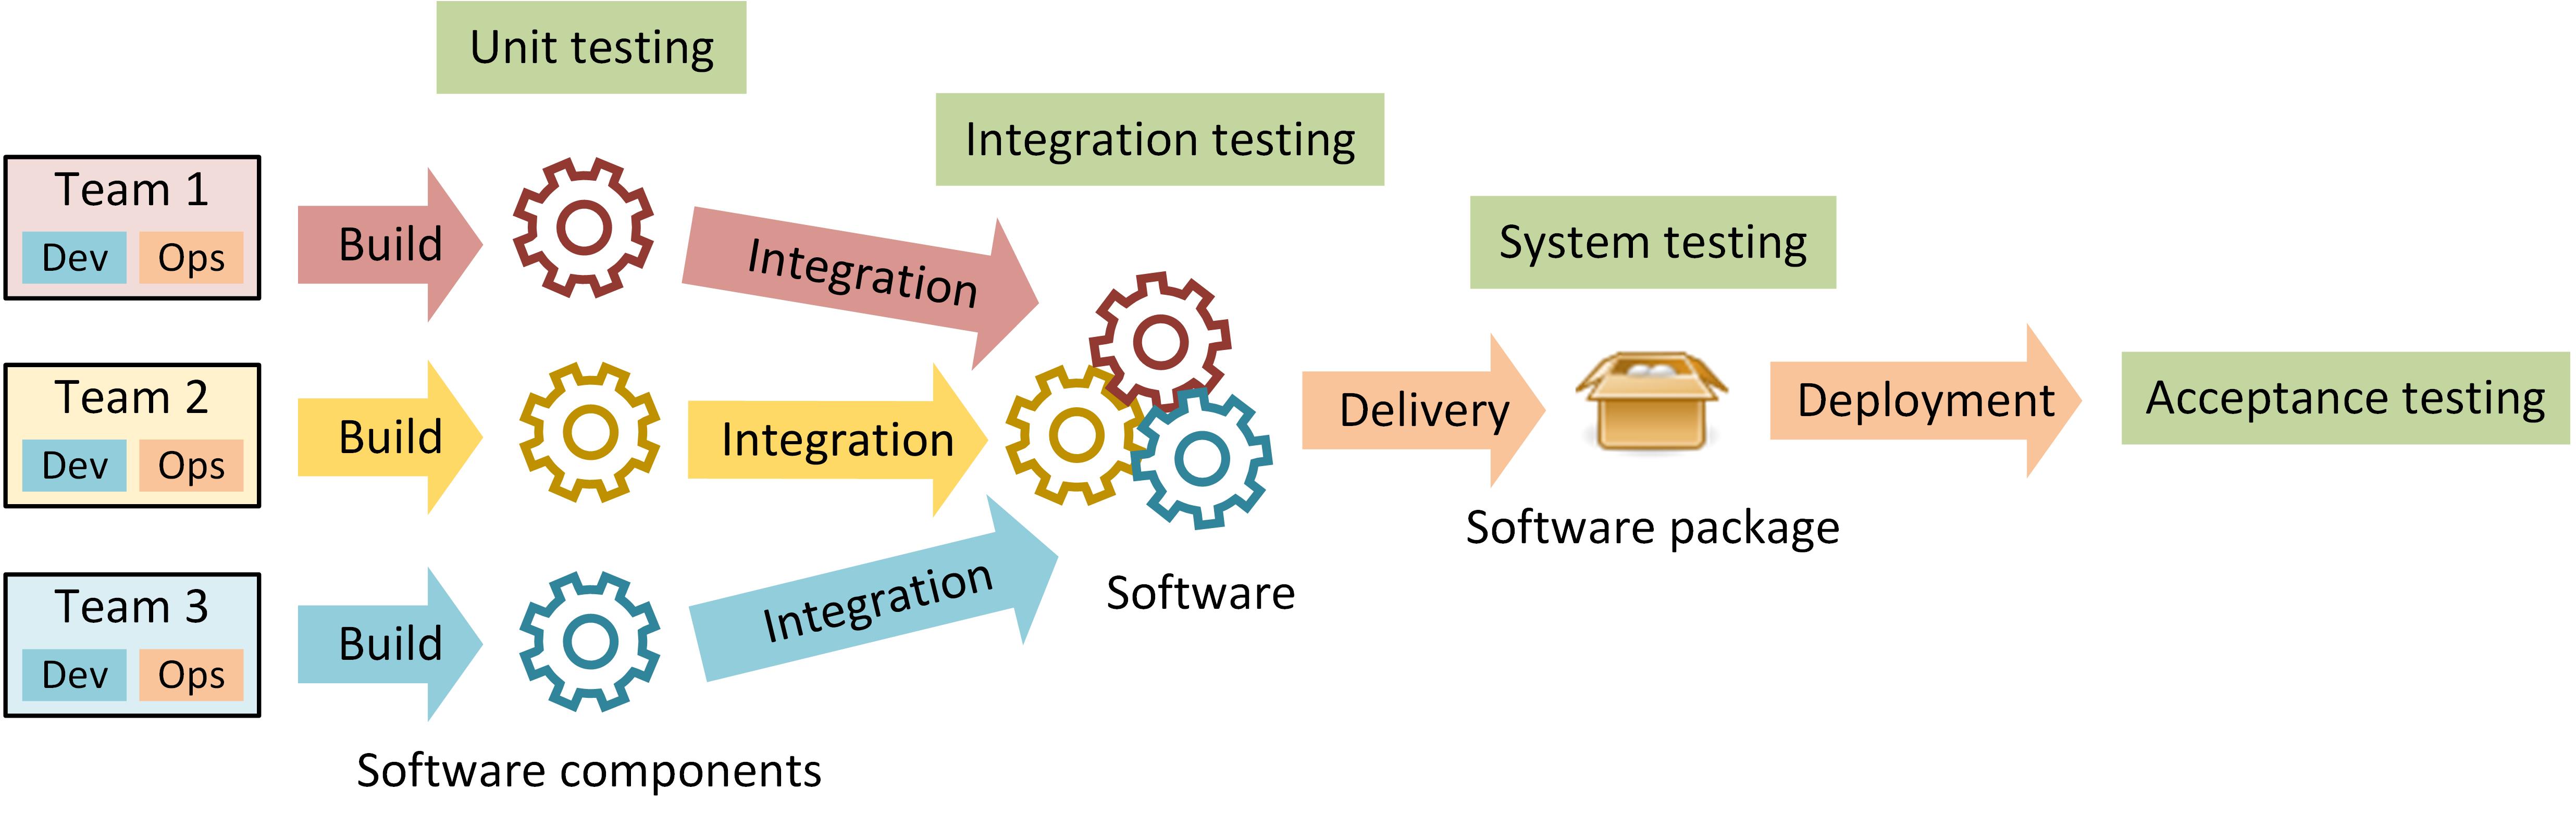 Unit testing
Integration testing
System testing
Acceptance testing
Team 1
Dev
Ops
Build
Integration
Team 2
Dev
Ops
Build
Integration
Team 3
Dev
Ops
Build
Integration
Software components
Software
Delivery
Software package
Deployment